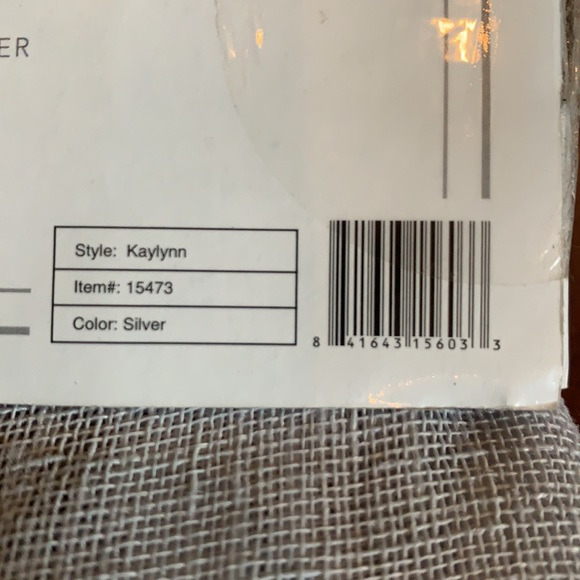 ER
Style: Kaylynn
Item#: 15473
Color: Silver
8 41643 15603 3